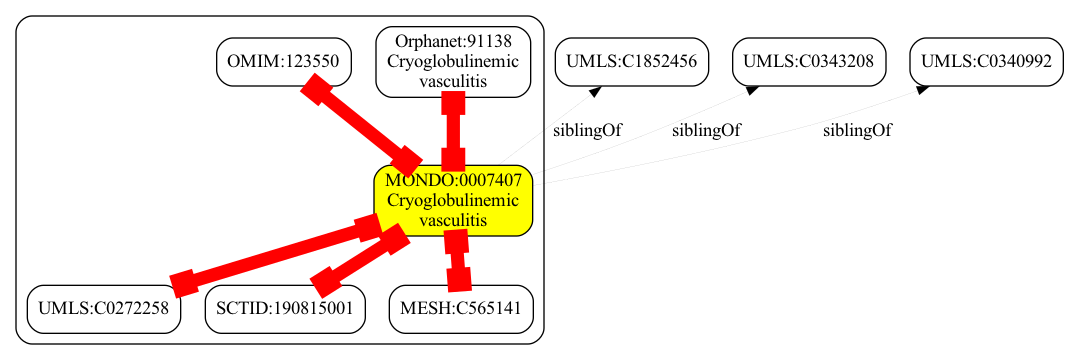 OMIM:123550
Orphanet:91138
Cryoglobulinemic
vasculitis
UMLS:C1852456
UMLS:C0343208
UMLS:C0340992
siblingOf
siblingOf
siblingOf
MONDO:0007407
Cryoglobulinemic
vasculitis
UMLS:C0272258
SCTID:190815001
MESH:C565141